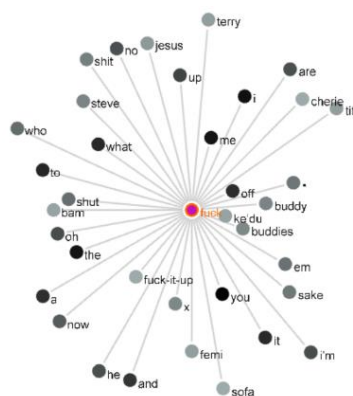 terry
no
jesus
shit
up
are
i
cherie
steve
who
me
what
to
off
.
shut
buddy
bam
fuck
ke'du
buddies
oh
the
em
fuck-it-up
you
sake
a
x
now
it
i'm
femi
he
and
sofa